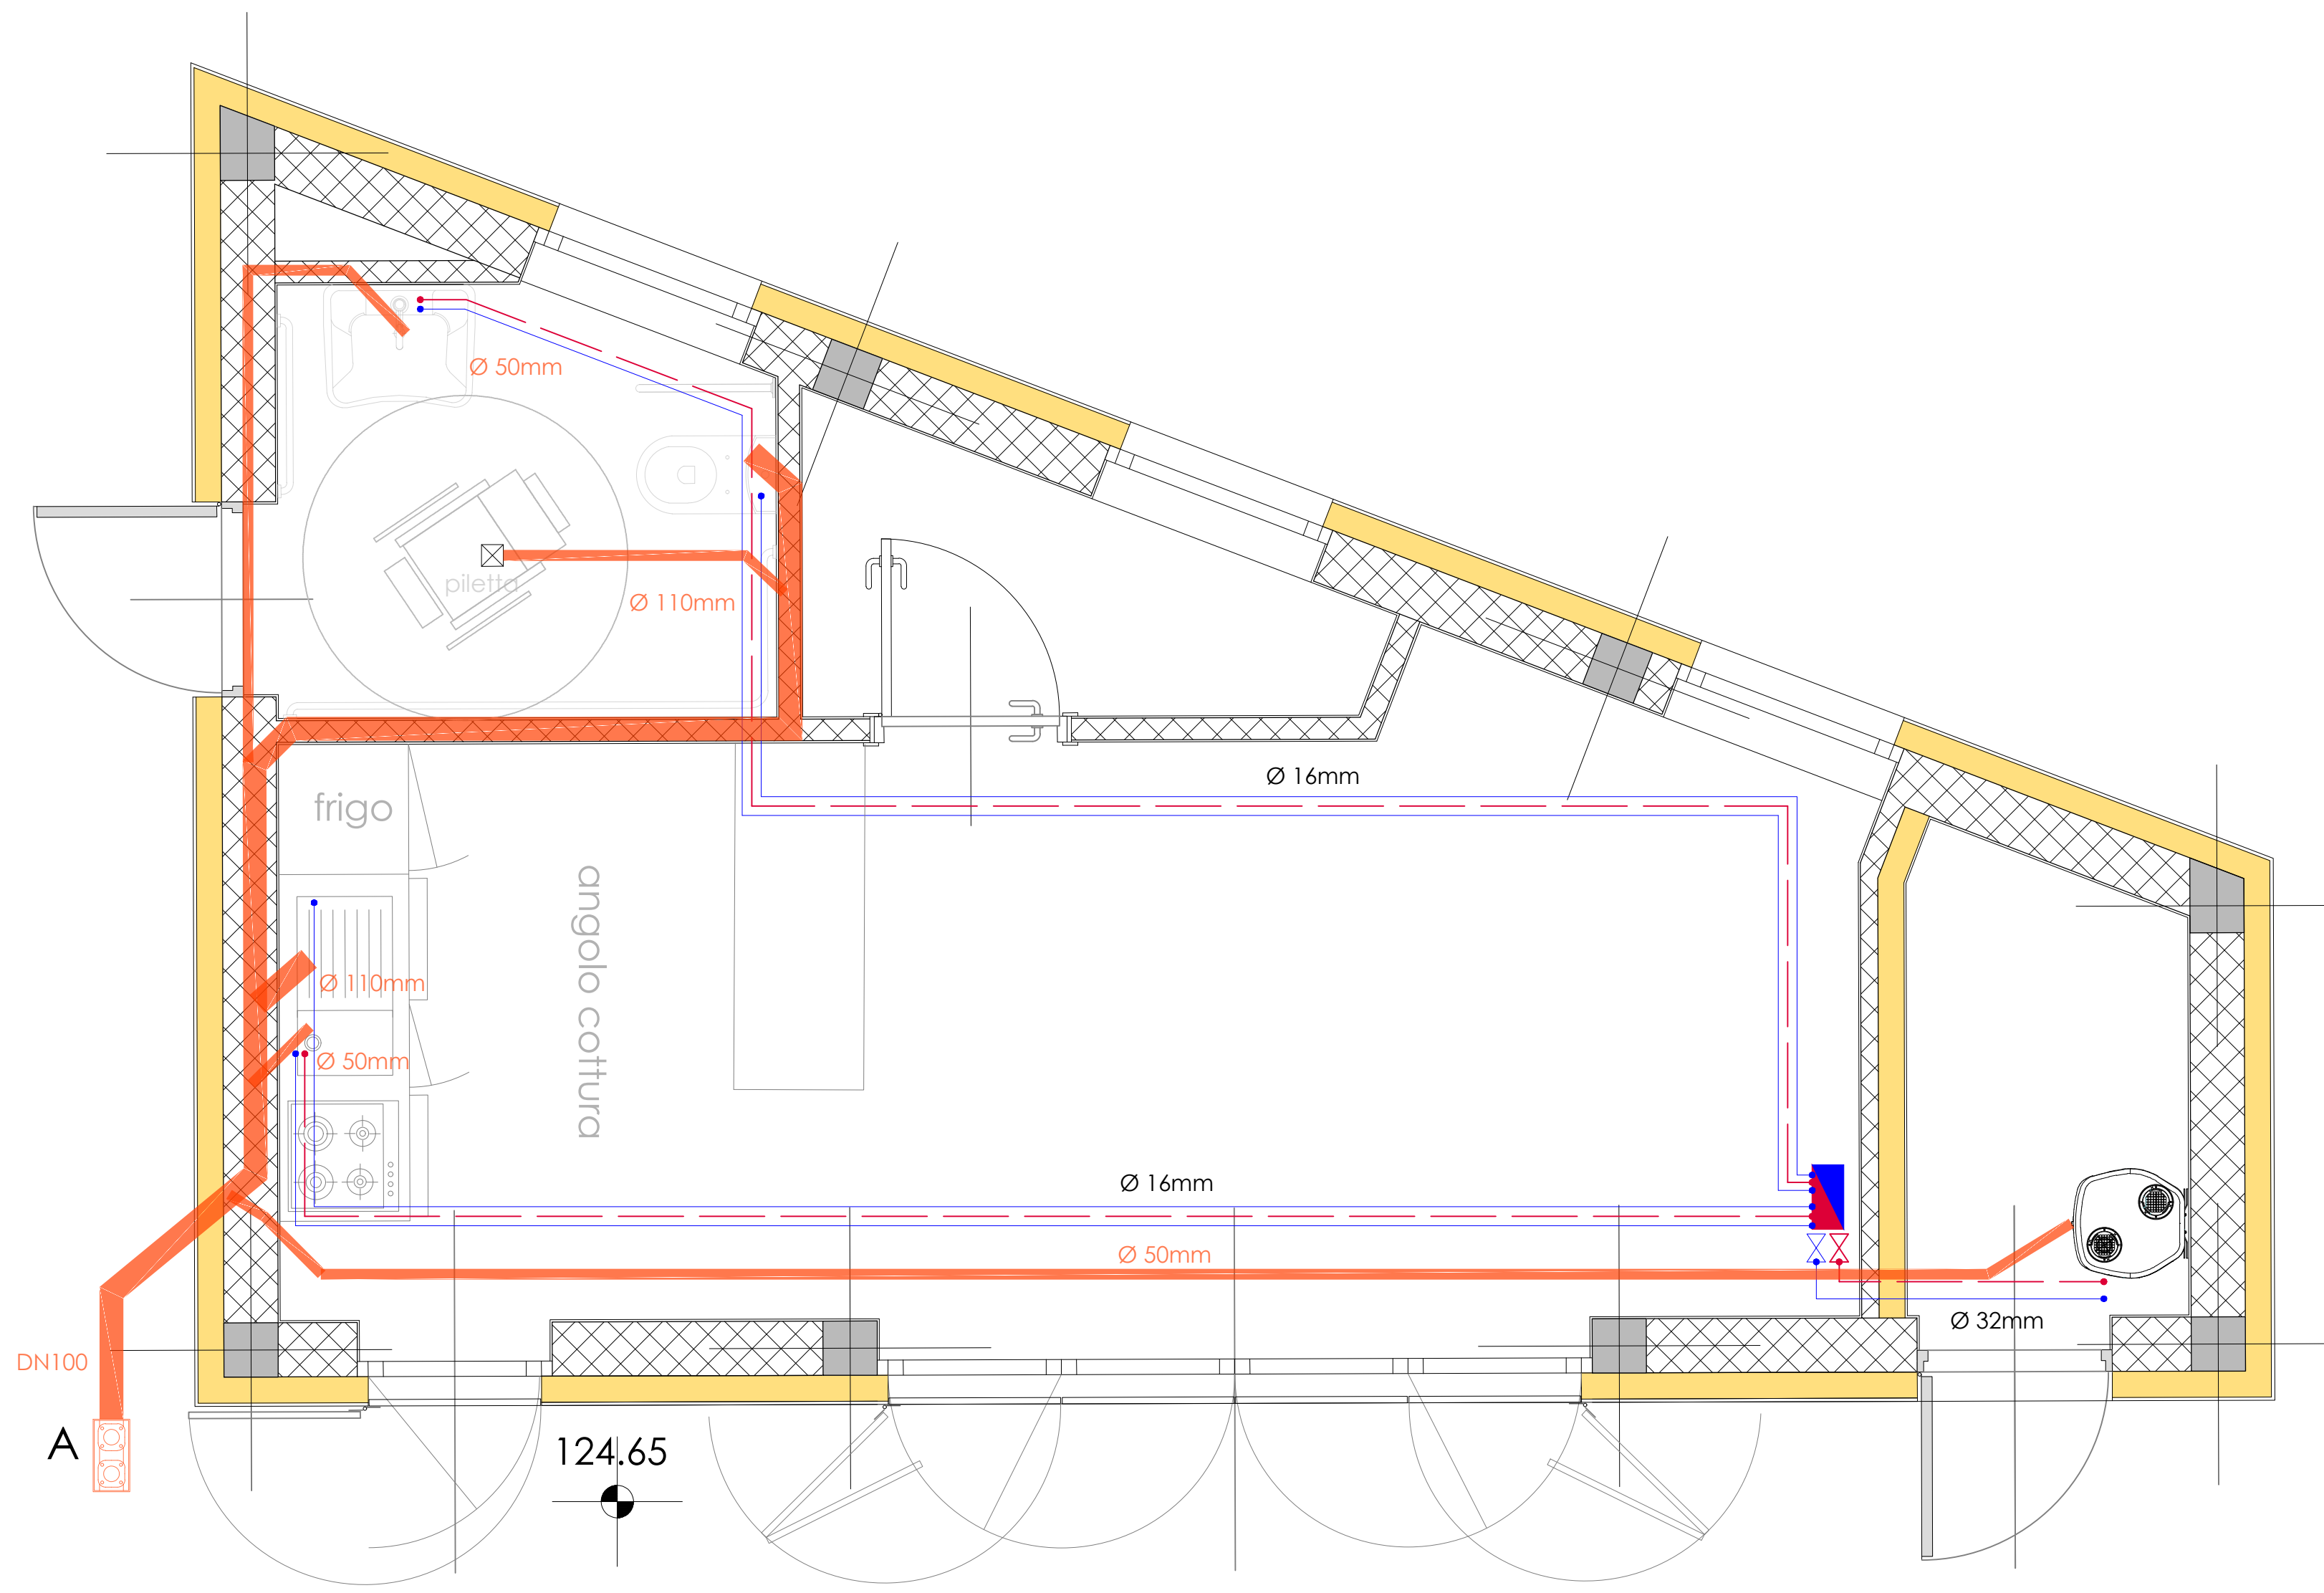 Ø 50mm
piletta
Ø 110mm
Ø 16mm
frigo
angolo cottura
Ø 110mm
Ø 50mm
Ø 16mm
Ø 50mm
Ø 32mm
DN100
A
124.65